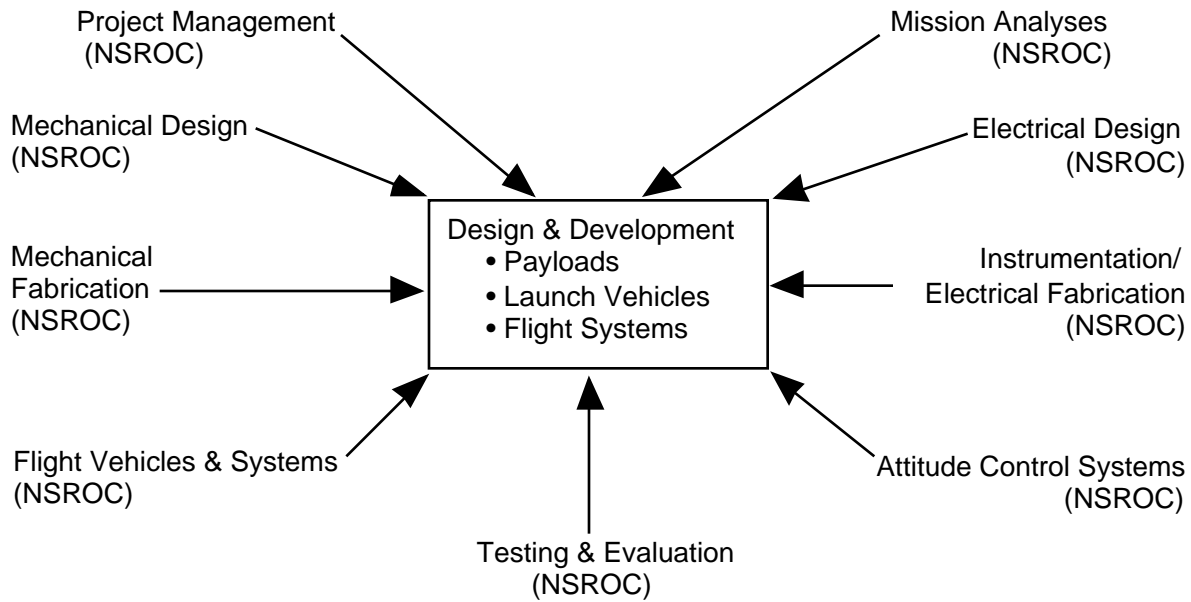 Project Management
(NSROC)
Mission Analyses
(NSROC)
Mechanical Design
(NSROC)
Electrical Design
(NSROC)
Design & Development
• Payloads
• Launch Vehicles
• Flight Systems
Mechanical
Fabrication
(NSROC)
Instrumentation/
Electrical Fabrication
(NSROC)
Flight Vehicles & Systems
(NSROC)
Attitude Control Systems
(NSROC)
Testing & Evaluation
(NSROC)